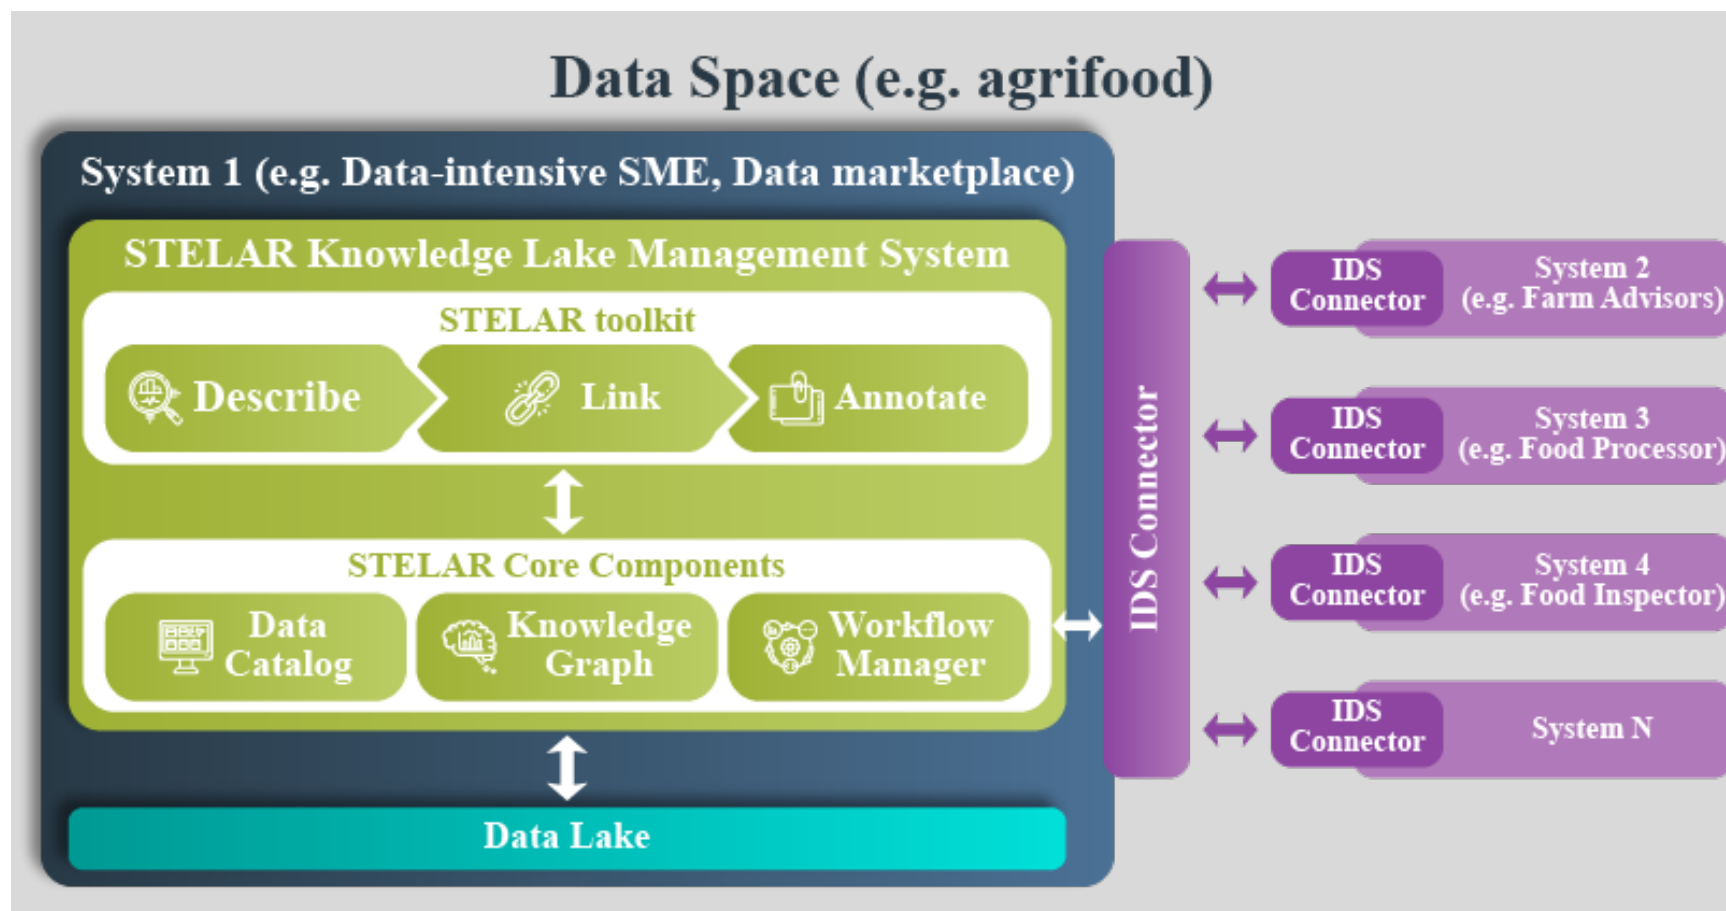 Data Space (e.g. agrifood)
System 1 (e.g. Data-intensive SME, Data marketplace)
STELAR Knowledge Lake Management System
STELAR toolkit
Describe
Link
Annotate
STELAR Core Components
Data
Catalog
Knowledge
Graph
Workflow
Manager
Data Lake
IDS Connector
IDS
Connector
System 2
(e.g. Farm Advisors)
IDS
Connector
System 3
(e.g. Food Processor)
IDS
Connector
System 4
(e.g. Food Inspector)
IDS
Connector
System N